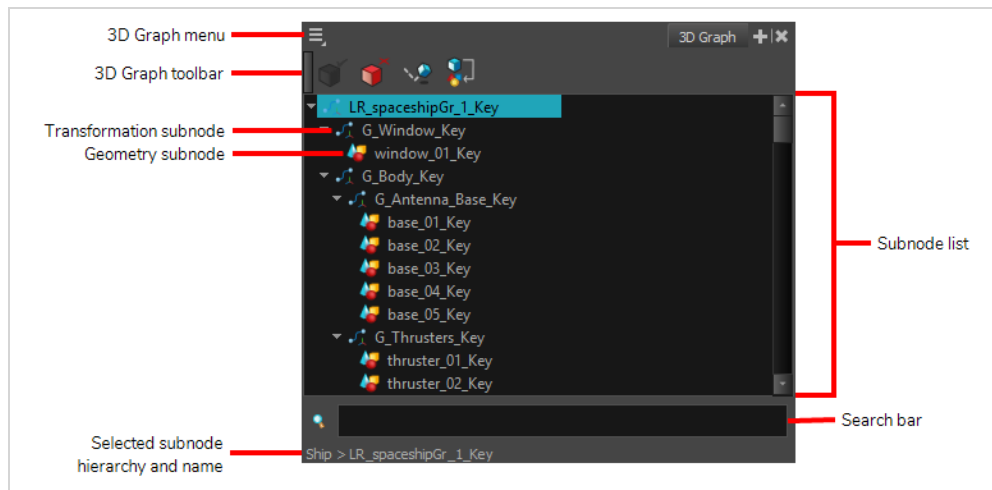 3D Graph menu
3D Graph
3D Graph toolbar
LR_spaceshipGr_1_Key
Transformation subnode
G_Window_Key
Geometry subnode
window_01_Key
G_Body_Key
G_Antenna_Base_Key
base_01_Key
base_02_Key
base_03_Key
base_04_Key
base_05_Key
G_Thrusters_Key
thruster_01_Key
thruster_02_Key
Subnode list
Search bar
Selected subnode
hierarchy and name
Ship > LR_spaceshipGr_1_Key